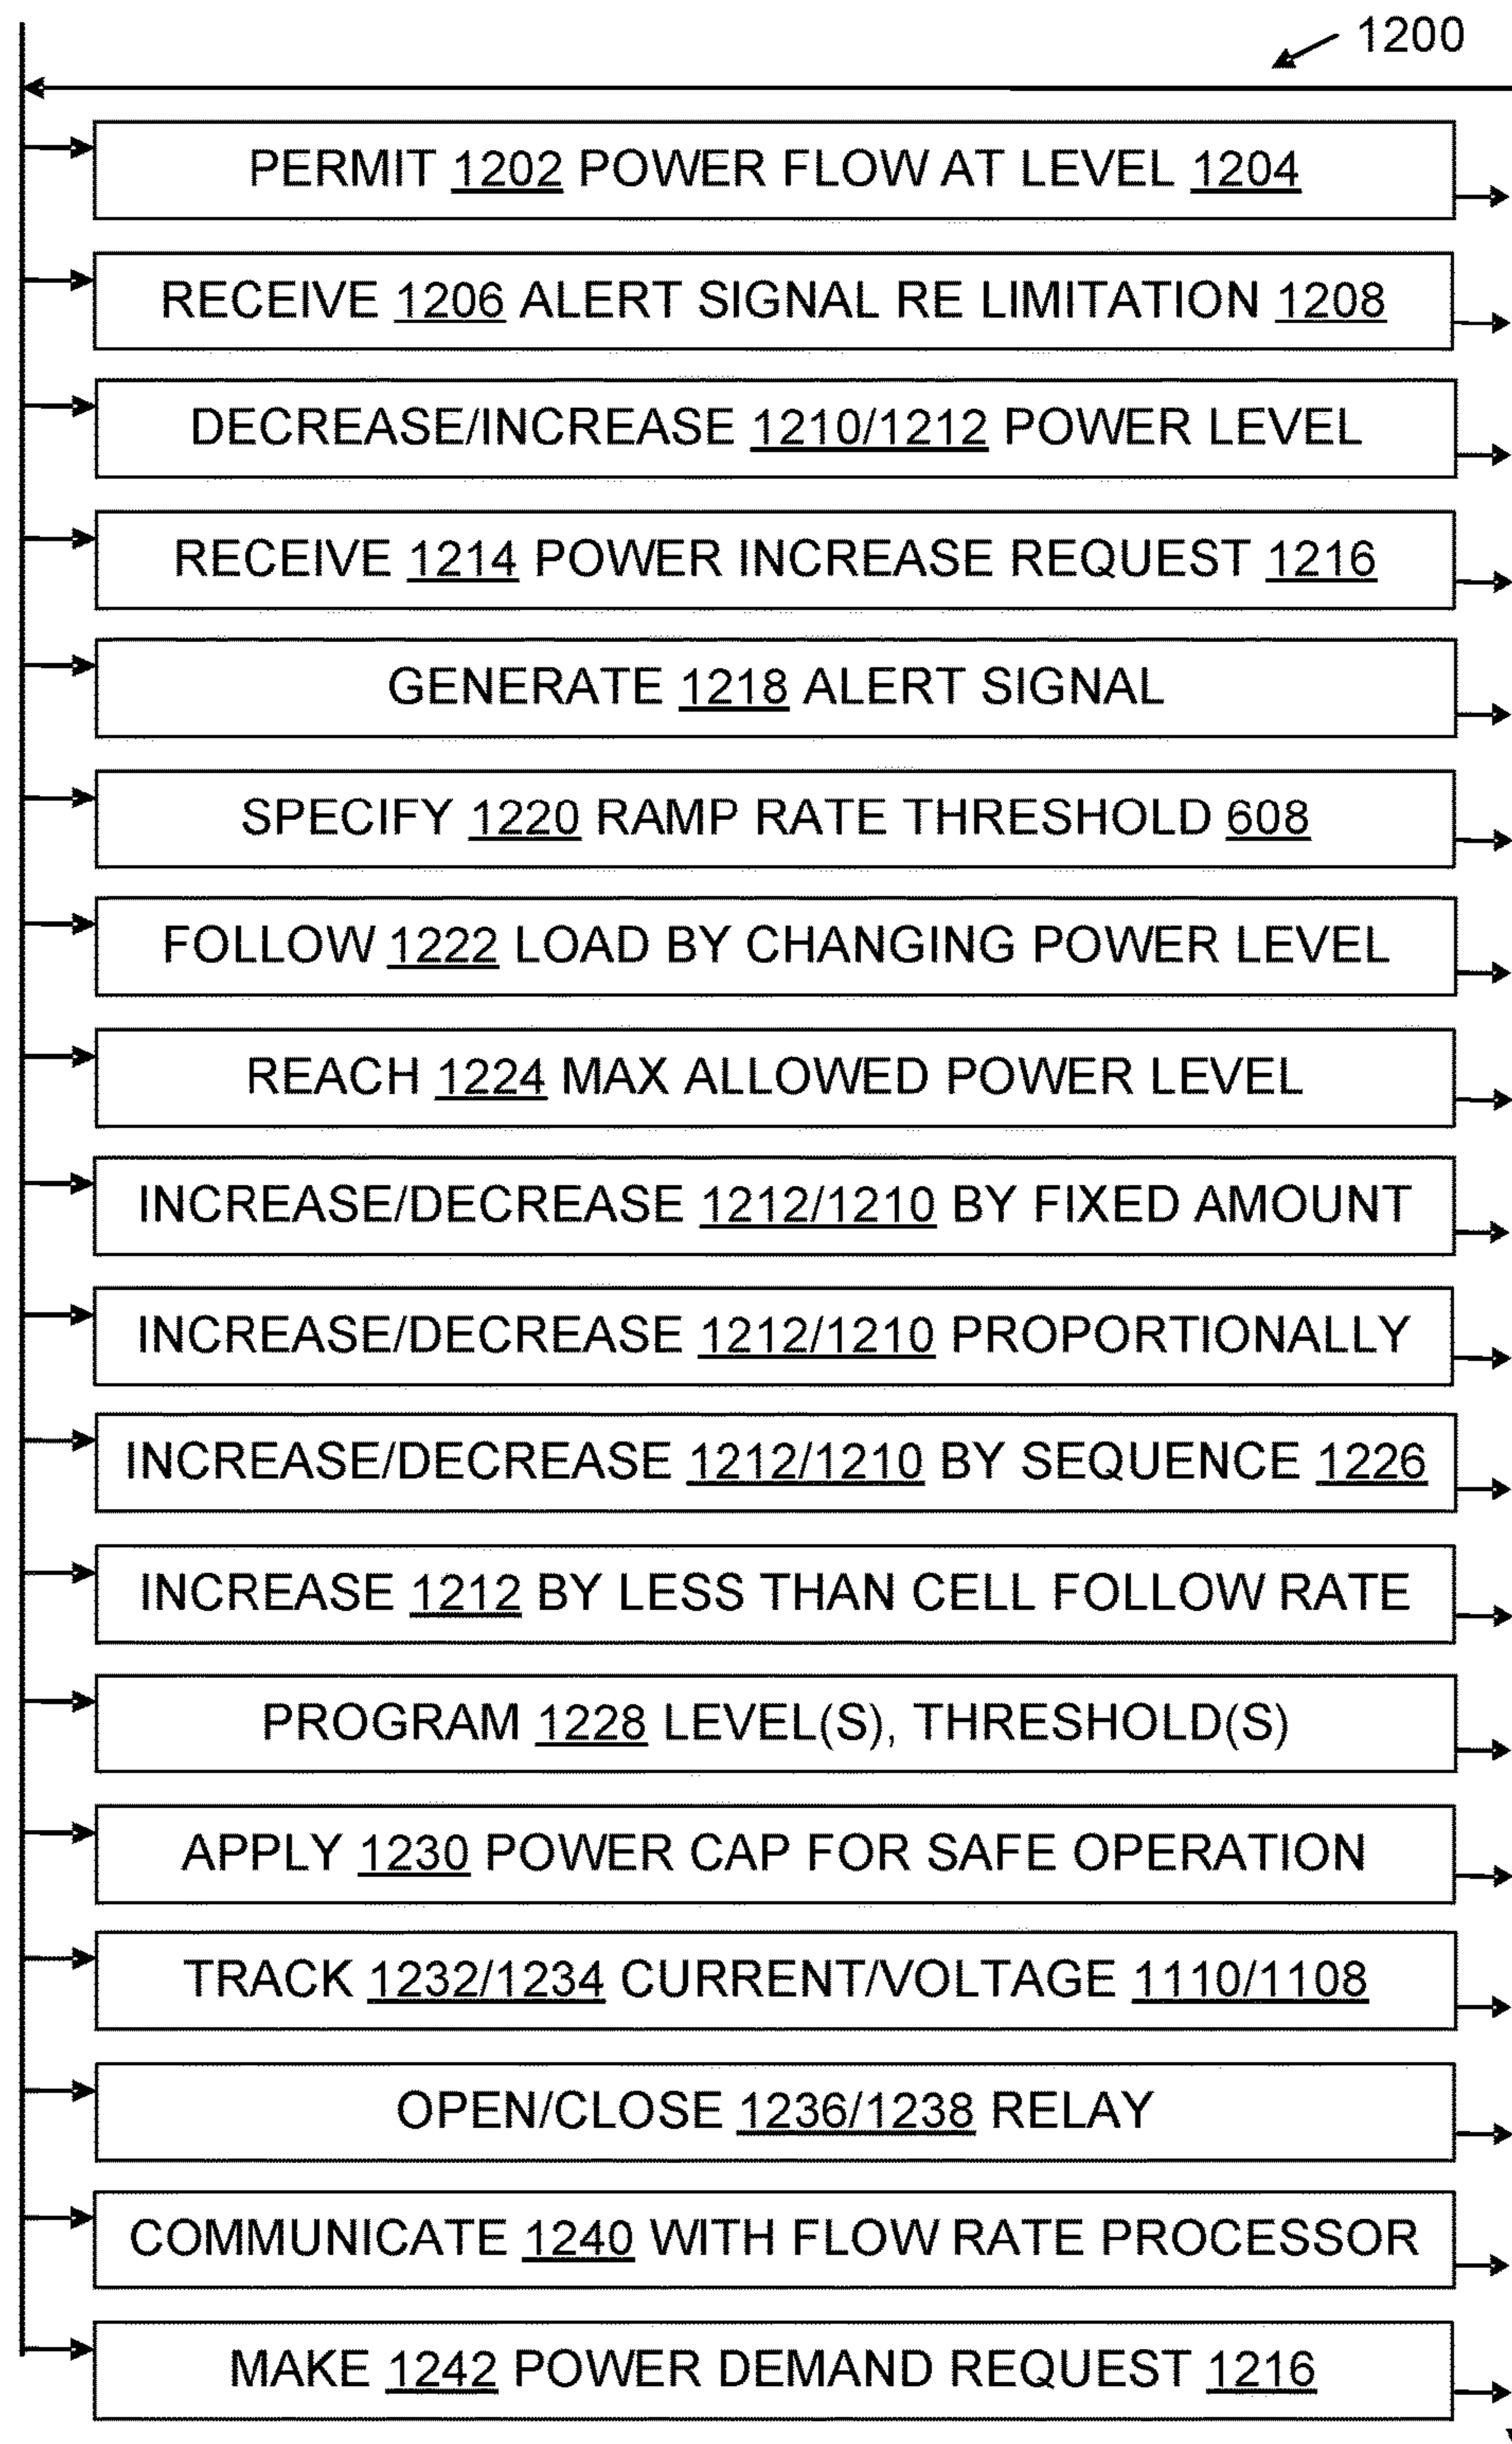 1200
PERMIT 1202 POWER FLOW AT LEVEL 1204
RECEIVE 1206 ALERT SIGNAL RE LIMITATION 1208
DECREASE/INCREASE 1210/1212 POWER LEVEL
RECEIVE 1214 POWER INCREASE REQUEST 1216
GENERATE 1218 ALERT SIGNAL
SPECIFY 1220 RAMP RATE THRESHOLD 608
FOLLOW 1222 LOAD BY CHANGING POWER LEVEL
REACH 1224 MAX ALLOWED POWER LEVEL
INCREASE/DECREASE 1212/1210 BY FIXED AMOUNT
INCREASE/DECREASE 1212/1210 PROPORTIONALLY
INCREASE/DECREASE 1212/1210 BY SEQUENCE 1226
INCREASE 1212 BY LESS THAN CELL FOLLOW RATE
PROGRAM 1228 LEVEL(S), THRESHOLD(S)
APPLY 1230 POWER CAP FOR SAFE OPERATION
TRACK 1232/1234 CURRENT/VOLTAGE 1110/1108
OPEN/CLOSE 1236/1238 RELAY
COMMUNICATE 1240 WITH FLOW RATE PROCESSOR
MAKE 1242 POWER DEMAND REQUEST 1216